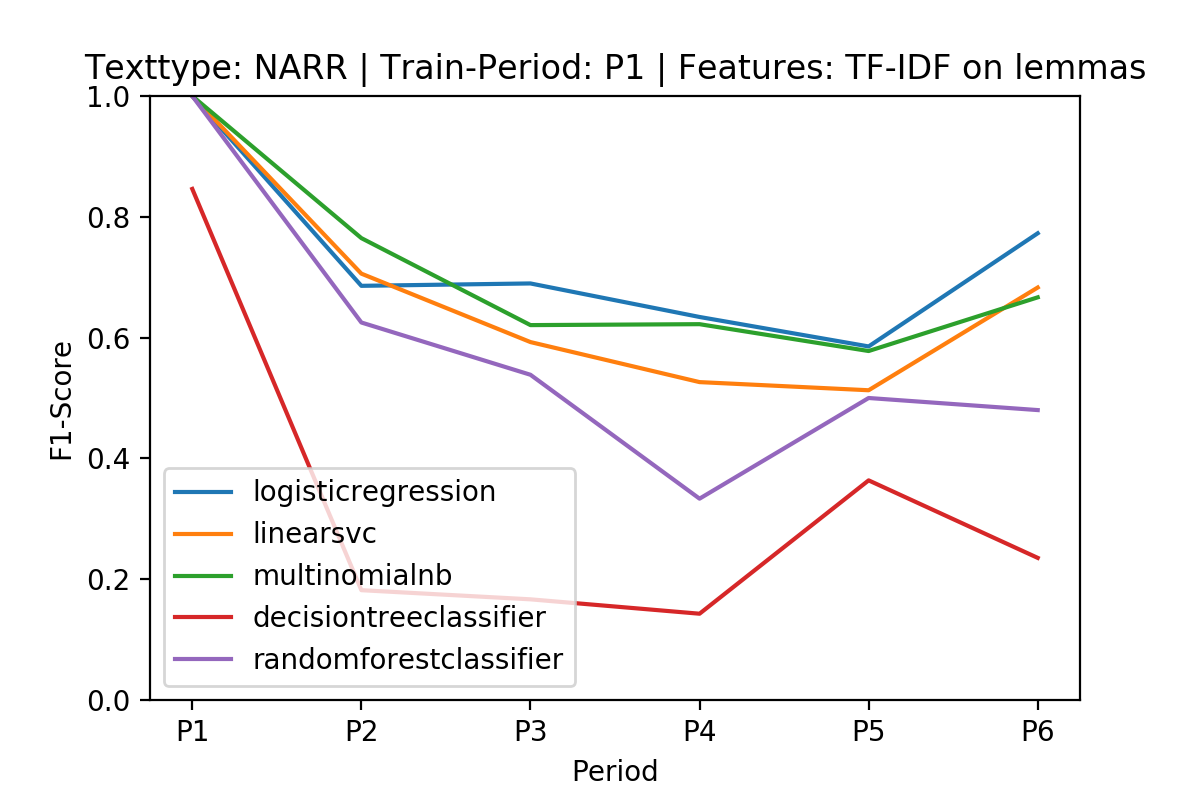 Texttype: NARR | Train-Period: P1 | Features: TF-IDF on lemmas
1.0
0.8
0.6
0.4
0.2
0.0
F1-Score
logisticregression
linearsvc
multinomialnb
decisiontreeclassifier
randomforestclassifier
P1 P2 P3 P4 P5 P6
Period